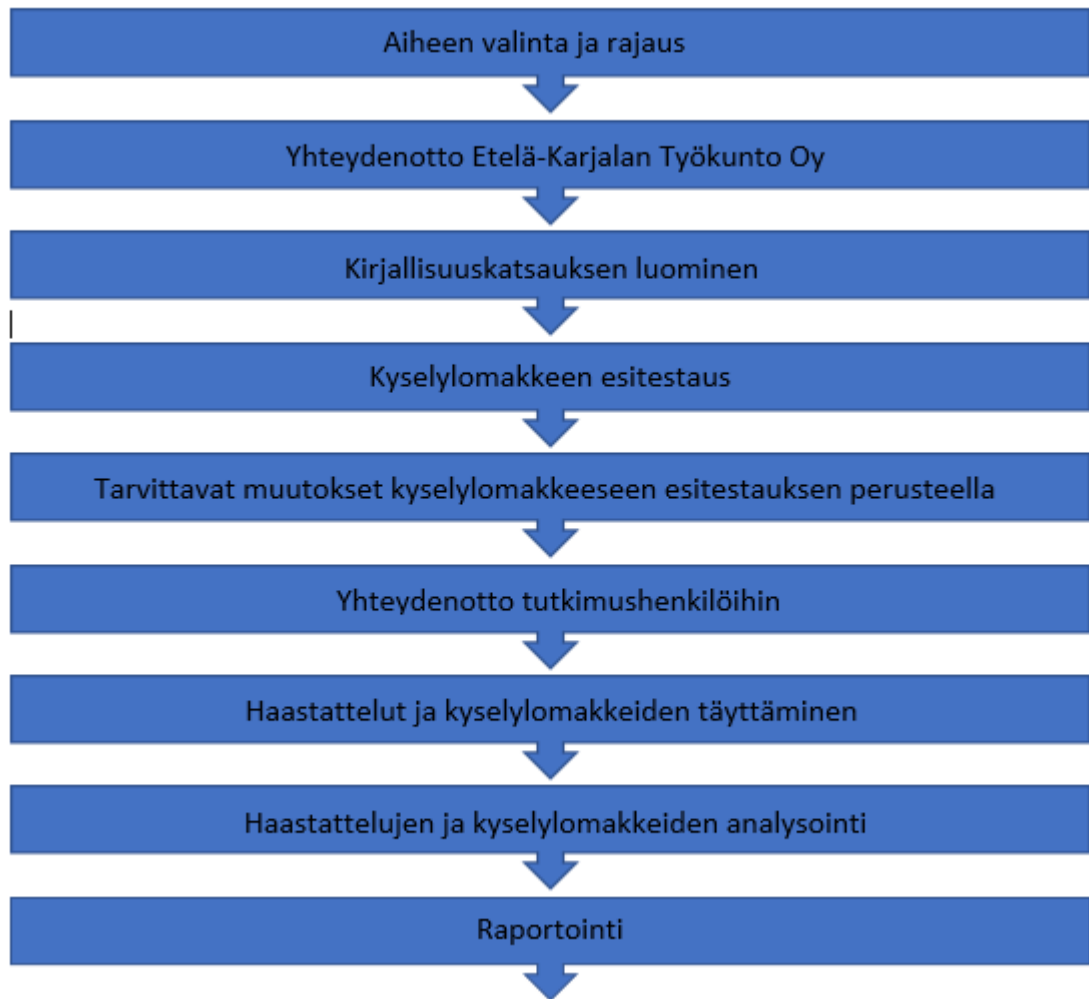 Aiheen valinta ja rajaus
Yhteydenotto Etelä-Karjalan Työkunto Oy
Kirjallisuuskatsauksen luominen
Kyselylomakkeen esitestaus
Tarvittavat muutokset kyselylomakkeeseen esitestauksen perusteella
Yhteydenotto tutkimushenkilöihin
Haastattelut ja kyselylomakkeiden täyttäminen
Haastattelujen ja kyselylomakkeiden analysointi
Raportointi